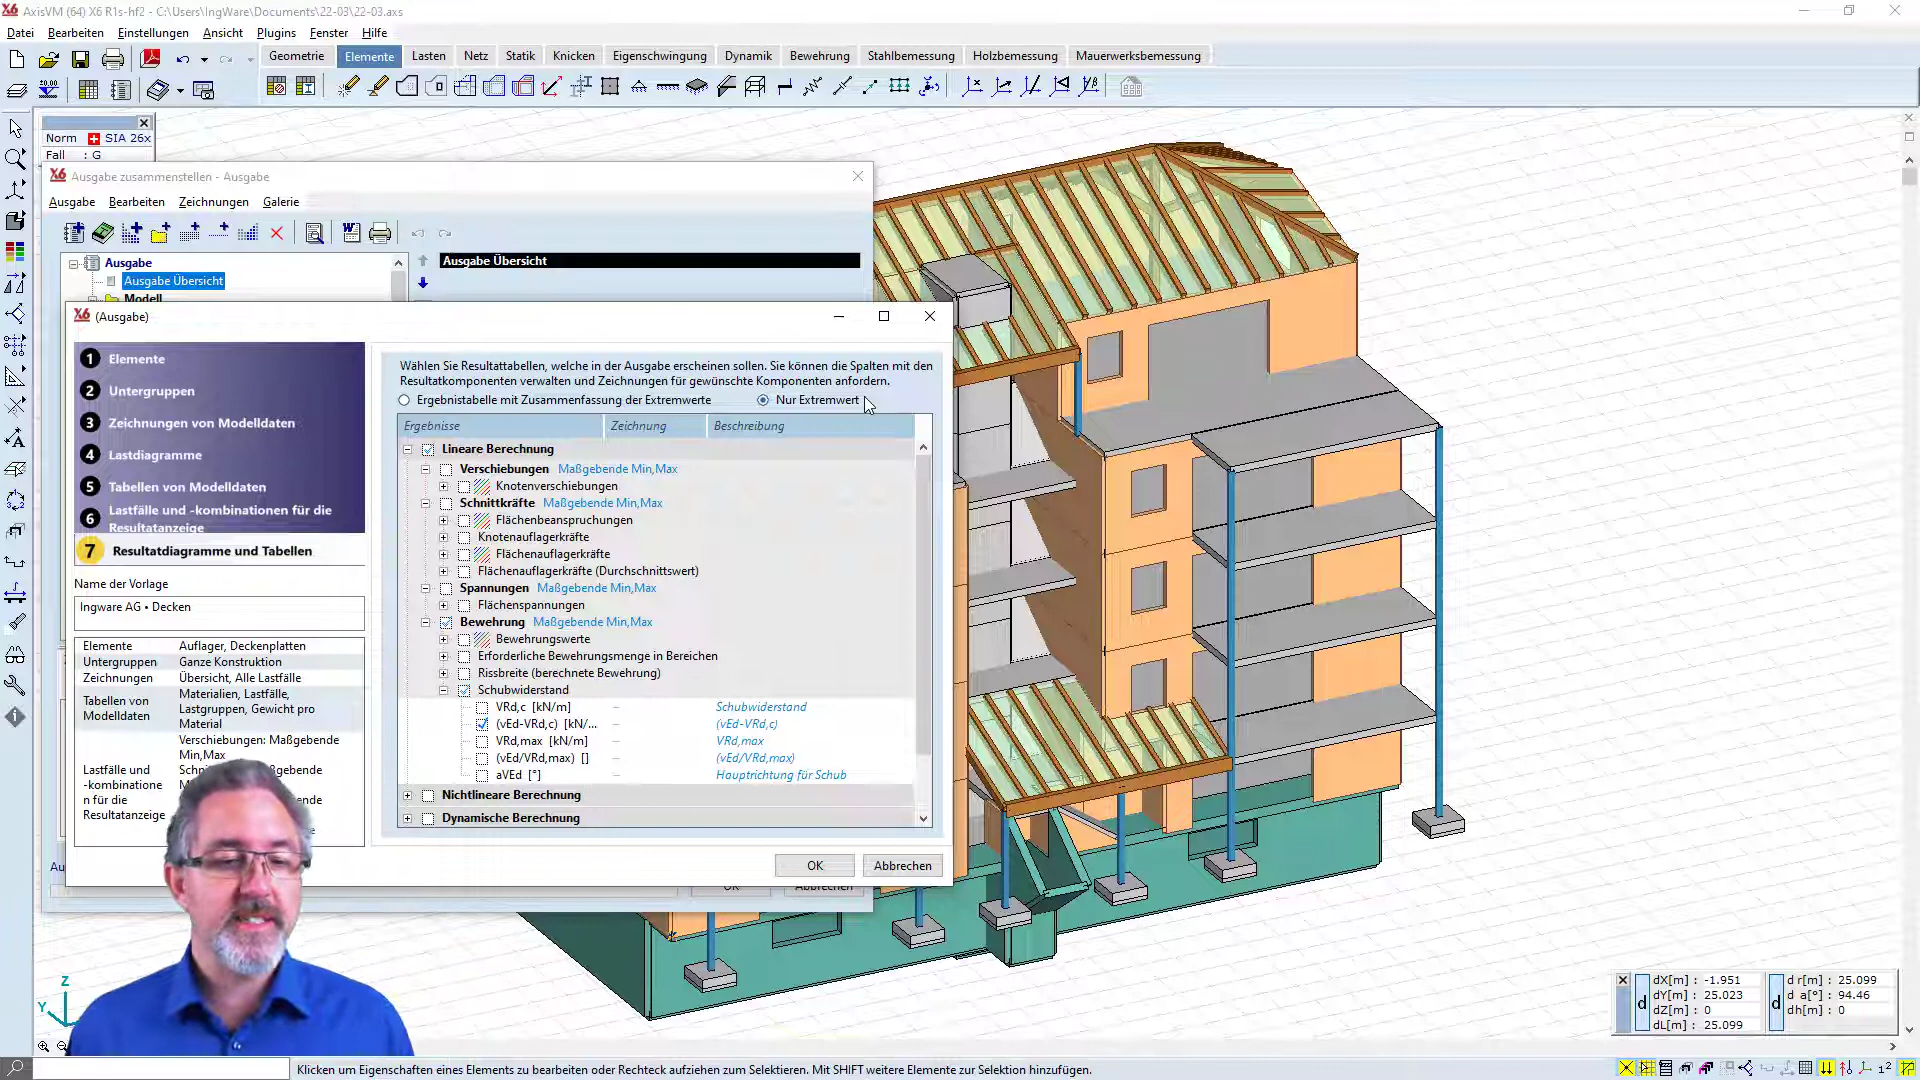 AxisVM (64) X6 R1s-hf2 - C:\Users\IngWare\Documents\22-03\22-03.axs
Datei Bearbeiten Einstellungen Ansicht Plugins Fenster Hilfe
Geometrie Elemente Lasten Netz Statik Knicken Eigenschwingung Dynamik Bewehrung Stahlbemessung Holzbemessung Mauerwerksbemessung
Norm SIA 26x
Fall : G
X6 Ausgabe zusammenstellen - Ausgabe
Ausgabe Bearbeiten Zeichnungen Galerie
Ausgabe
Ausgabe Übersicht
Modell
Ausgabe Übersicht
X6 (Ausgabe)
1 Elemente
2 Untergruppen
3 Zeichnungen von Modelldaten
4 Lastdiagramme
5 Tabellen von Modelldaten
6 Lastfälle und -kombinationen für die
Resultatanzeige
7 Resultatdiagramme und Tabellen
Name der Vorlage
Ingware AG • Decken
Elemente Auflager, Deckenplatten
Untergruppen Ganze Konstruktion
Zeichnungen Übersicht, Alle Lastfälle
Tabellen von
Modelldaten
Materialien, Lastfälle,
Lastgruppen, Gewicht pro
Material
Lastfälle und
-kombinatione
n für die
Resultatanzeige
Verschiebungen: Maßgebende
Min,Max
Wählen Sie Resultattabellen, welche in der Ausgabe erscheinen sollen. Sie können die Spalten mit den
Resultatkomponenten verwalten und Zeichnungen für gewünschte Komponenten anfordern.
Ergebnistabelle mit Zusammenfassung der Extremwerte Nur Extremwert
Ergebnisse Zeichnung Beschreibung
Lineare Berechnung
Verschiebungen Maßgebende Min,Max
Knotenverschiebungen
Schnittkräfte Maßgebende Min,Max
Flächenbeanspruchungen
Knotenauflagerkräfte
Flächenauflagerkräfte
Flächenauflagerkräfte (Durchschnittswert)
Spannungen Maßgebende Min,Max
Flächenspannungen
Bewehrung Maßgebende Min,Max
Bewehrungswerte
Erforderliche Bewehrungsmenge in Bereichen
Rissbreite (berechnete Bewehrung)
Schubwiderstand
VRd,c [kN/m] – Schubwiderstand
(vEd-VRd,c) [kN/... – (vEd-VRd,c)
VRd,max [kN/m] – VRd,max
(vEd/VRd,max) [] – (vEd/VRd,max)
aVEd [°] – Hauptrichtung für Schub
Nichtlineare Berechnung
Dynamische Berechnung
OK Abbrechen
OK Abbrechen
Z
Y
dX[m] : -1.951
dY[m] : 25.023
dZ[m] : 0
dL[m] : 25.099
d r[m] : 25.099
d a[°] : 94.46
dh[m] : 0
d
d
Klicken um Eigenschaften eines Elements zu bearbeiten oder Rechteck aufziehen zum Selektieren. Mit SHIFT weitere Elemente zur Selektion hinzufügen.